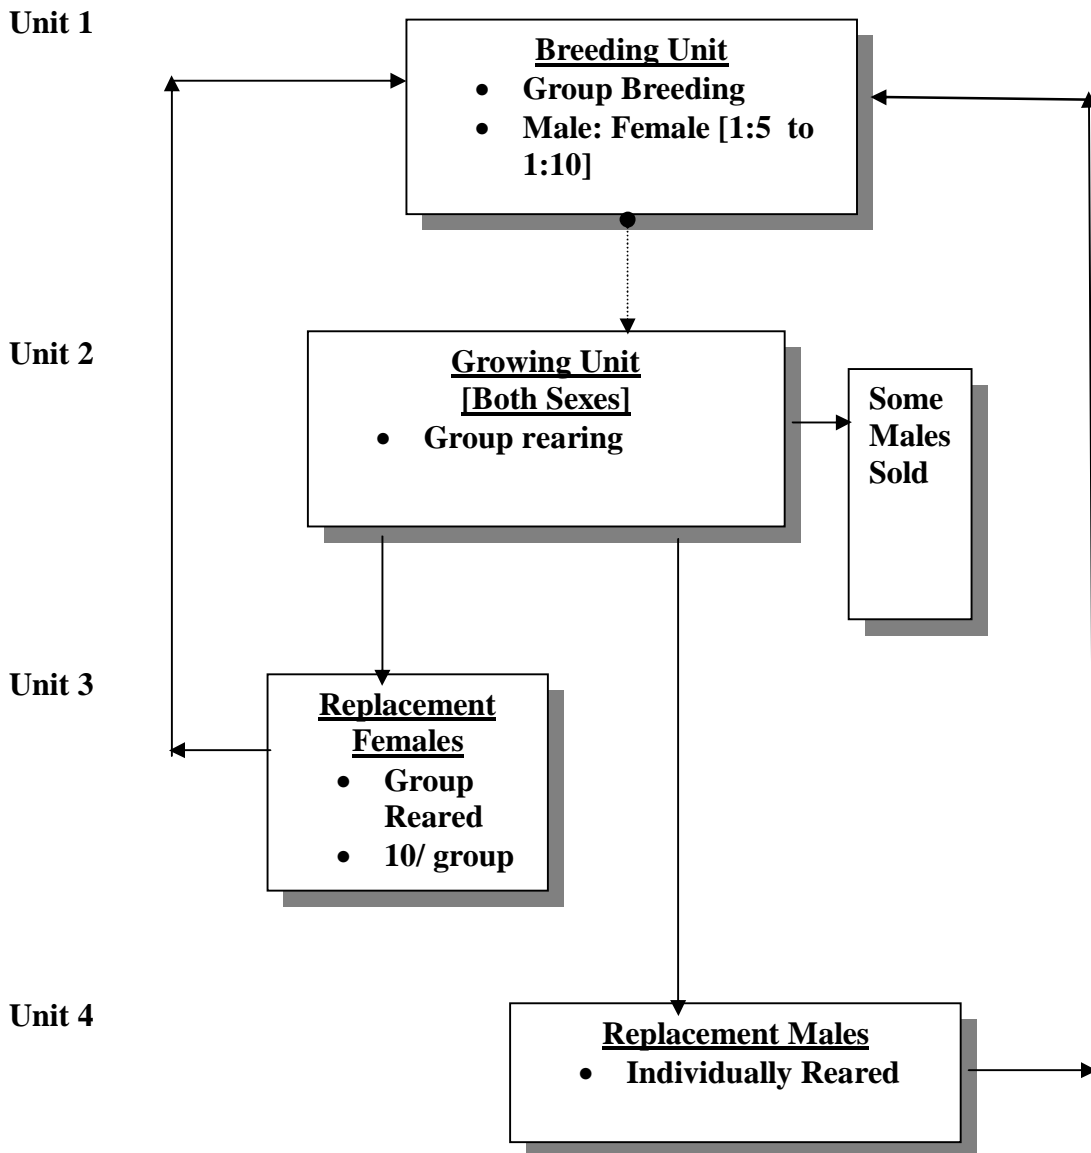 Unit 1
Breeding Unit
• Group Breeding
• Male: Female [1:5 to
1:10]
Unit 2
Growing Unit
[Both Sexes]
• Group rearing
Some
Males
Sold
Unit 3
Replacement
Females
• Group
Reared
• 10/ group
Unit 4
Replacement Males
• Individually Reared